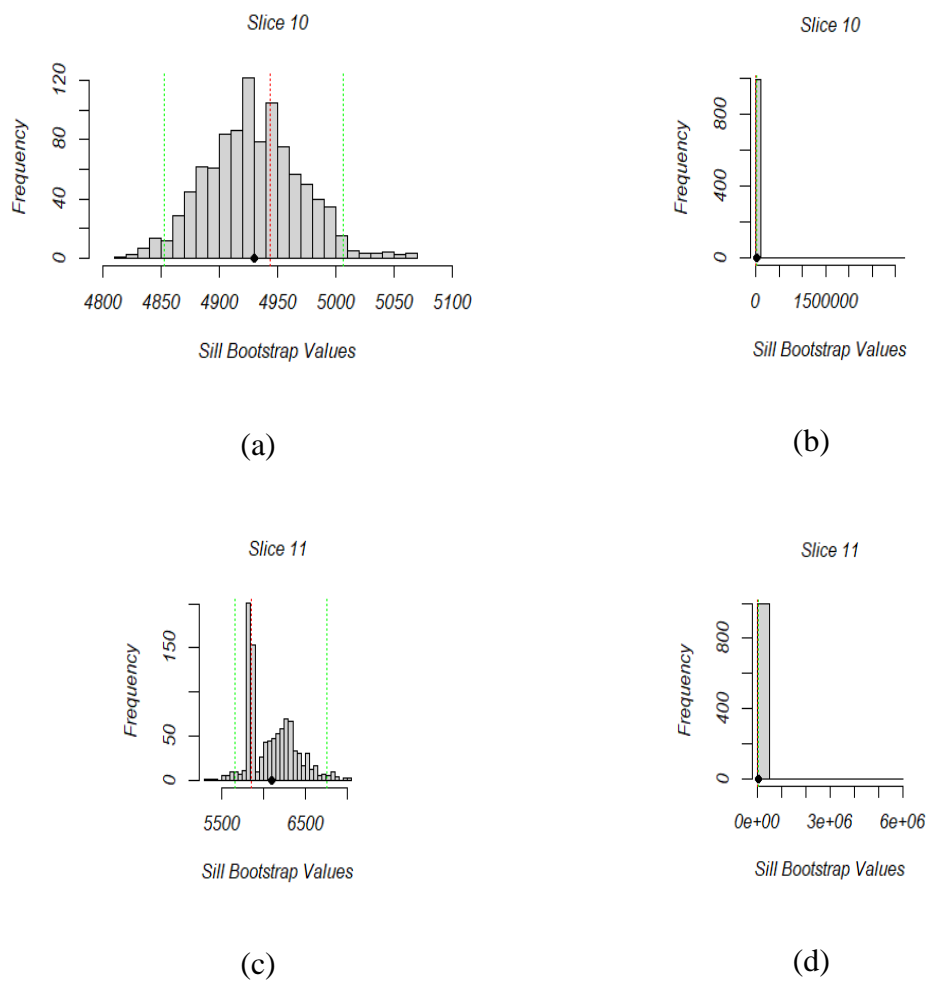 Slice 10
Frequency
0 40 80 120
4800 4850 4900 4950 5000 5050 5100
Sill Bootstrap Values
(a)
Slice 10
Frequency
0 400 800
0 1500000
Sill Bootstrap Values
(b)
Slice 11
Frequency
0 50 150
5500 6500
Sill Bootstrap Values
(c)
Slice 11
Frequency
0 400 800
0e+00 3e+06 6e+06
Sill Bootstrap Values
(d)